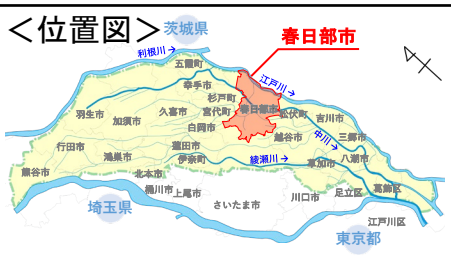 ＜位置図＞
茨城県
春日部市
利根川→
五霞町
江戸川→
幸手市
杉戸町
春日部市
松伏町
羽生市
加須市
久喜市
宮代町
吉川市
白岡市
中川→
行田市
蓮田市
越谷市
三郷市
鴻巣市
伊奈町
綾瀬川→
八潮市
熊谷市
北本市
草加市
桶川市
上尾市
足立区
葛飾区
さいたま市
川口市
埼玉県
江戸川区
東京都